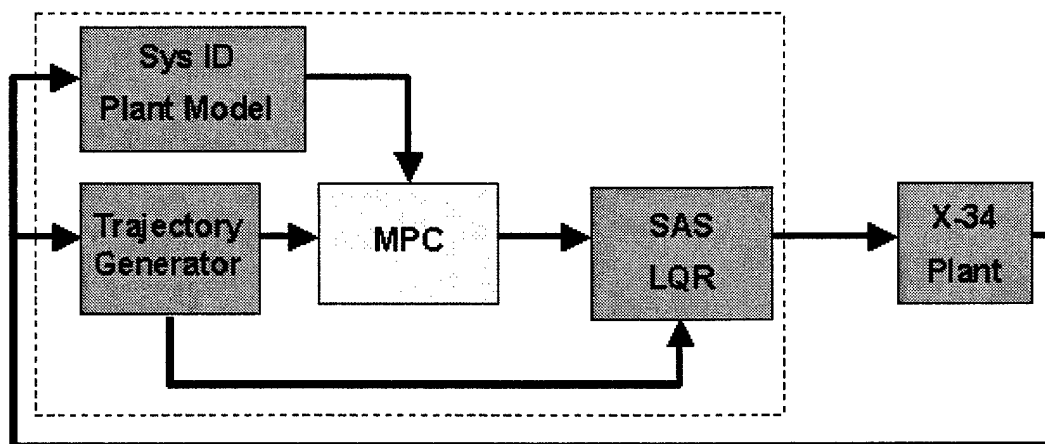 Sys ID
Plant Model
Trajectory
Generator
MPC
SAS
LQR
X-34
Plant